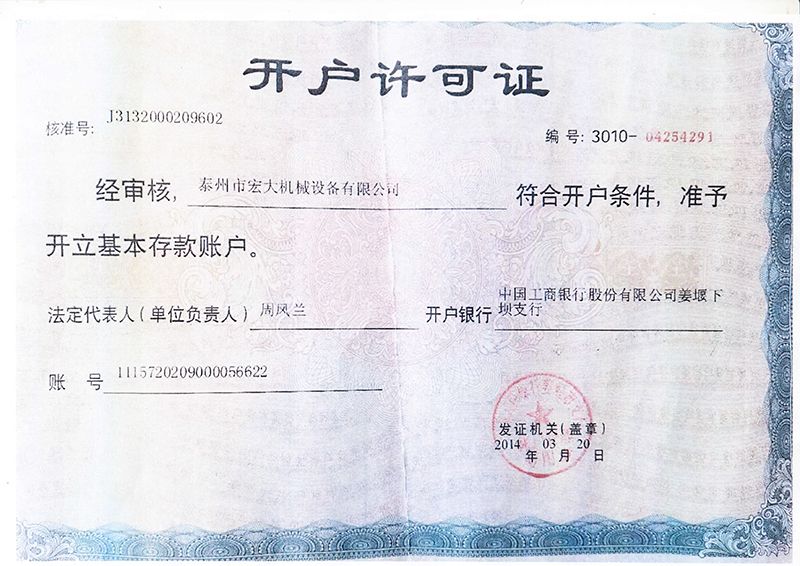 开户许可证
核准号: J3132000209602
编号: 3010-04254291
经审核, 泰州市宏大机械设备有限公司 符合开户条件, 准予
开立基本存款账户。
法定代表人(单位负责人) 周凤兰 开户银行 中国工商银行股份有限公司姜堰下
坝支行
账 号 1115720209000056622
发证机关(盖章)
2014 03 20
年 月 日